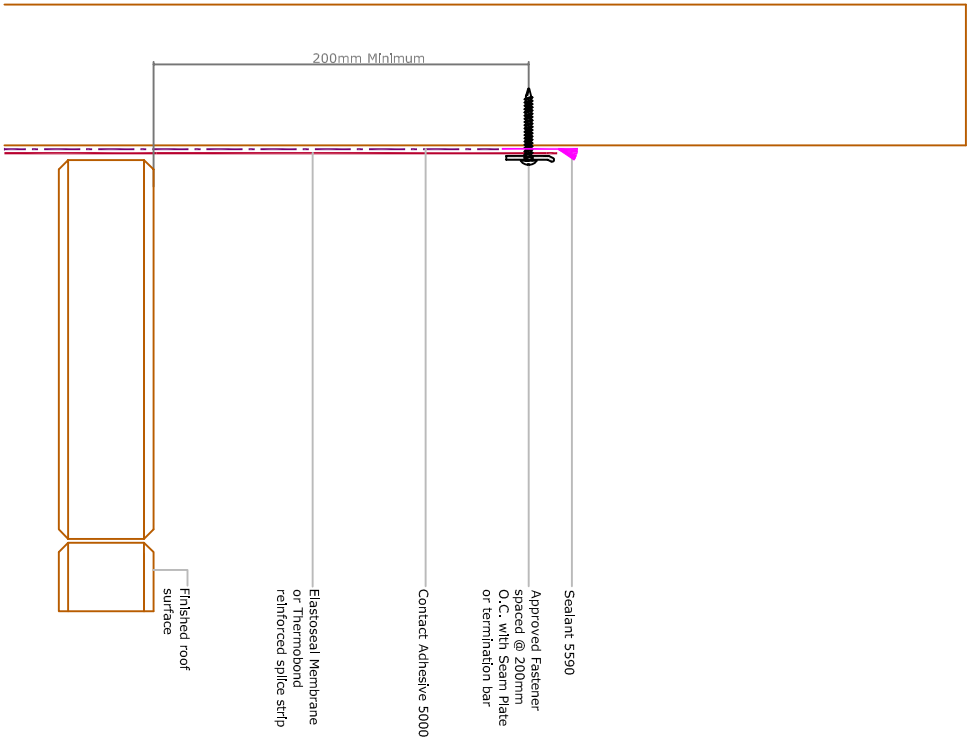 200mm Minimum
Sealant 5590
Approved Fastener
spaced @ 200mm
O.C. with Seam Plate
or termination bar
Contact Adhesive 5000
Elastoseal Membrane
or Thermobond
reinforced splice strip
Finished roof
surface